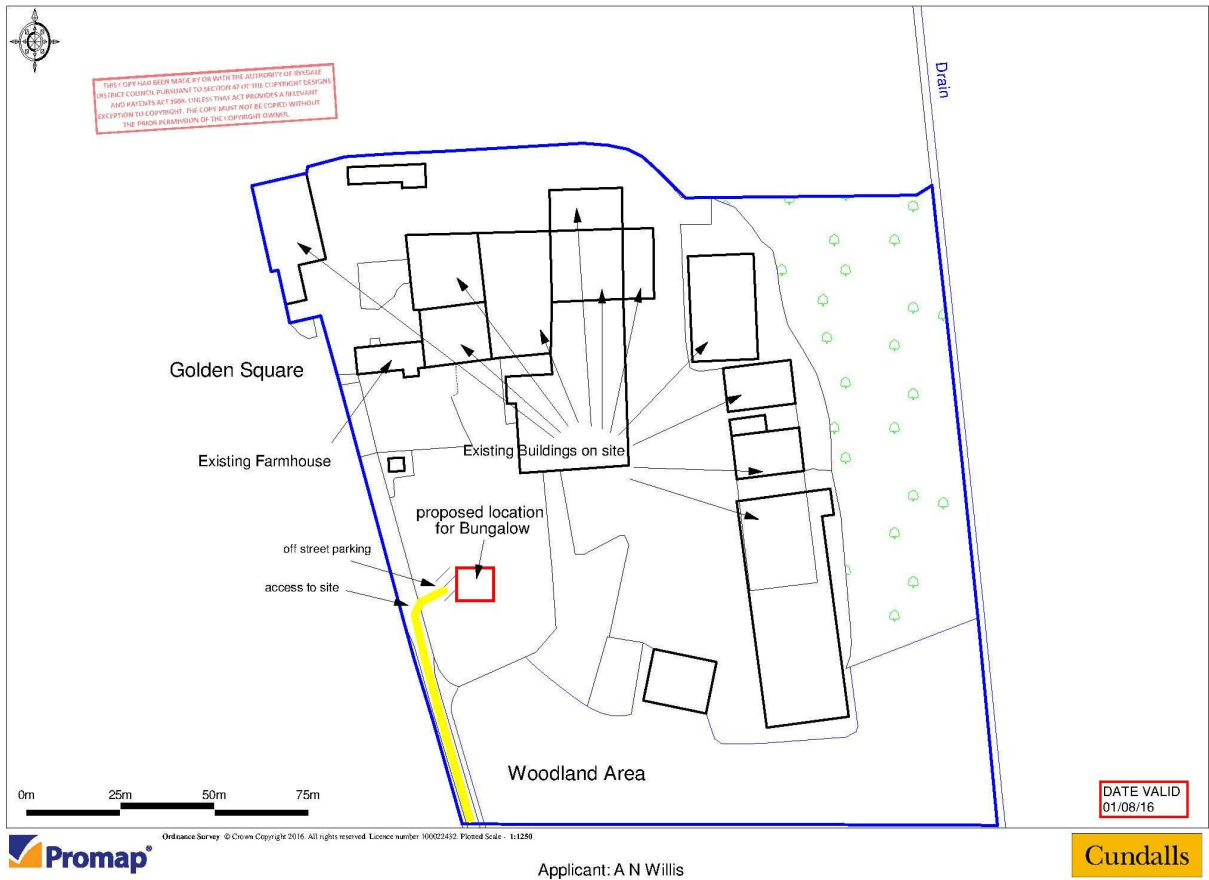 THIS COPY HAD BEEN MADE BY OR WITH THE AUTHORITY OF RYEDALE
DISTRICT COUNCIL PURSUANT TO SECTION 47 OF THE COPYRIGHT DESIGNS
AND PATENTS ACT 1988. UNLESS THAT ACT PROVIDES A RELEVANT
EXCEPTION TO COPYRIGHT. THE COPY MUST NOT BE COPIED WITHOUT
THE PRIOR PERMISSION OF THE COPYRIGHT OWNER.
Drain
Golden Square
Existing Farmhouse
Existing Buildings on site
proposed location
for Bungalow
off street parking
access to site
Woodland Area
0m 25m 50m 75m
DATE VALID
01/08/16
Ordnance Survey © Crown Copyright 2016. All rights reserved. Licence number 100022432. Plotted Scale - 1:1250
Promap®
Cundalls
Applicant: A N Willis